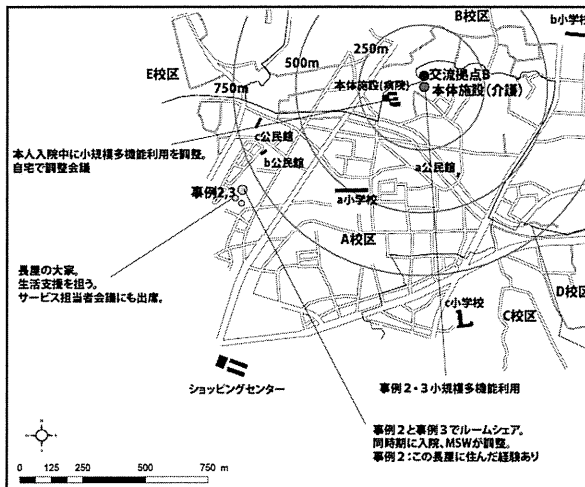 B校区
b小学校
250m
E校区
500m
交流拠点B
本体施設(病院)
本体施設(介護)
750m
c公民館
本人入院中に小規模多機能利用を調整。
自宅で調整会議
b公民館
a公民館
事例2,3
a小学校
A校区
長屋の大家。
生活支援を担う。
サービス担当者会議にも出席。
D校区
c小学校
C校区
ショッピングセンター
事例2・3小規模多機能利用
事例2と事例3でルームシェア。
同時期に入院、MSWが調整。
事例2:この長屋に住んだ経験あり
0 125 250 500 750 m